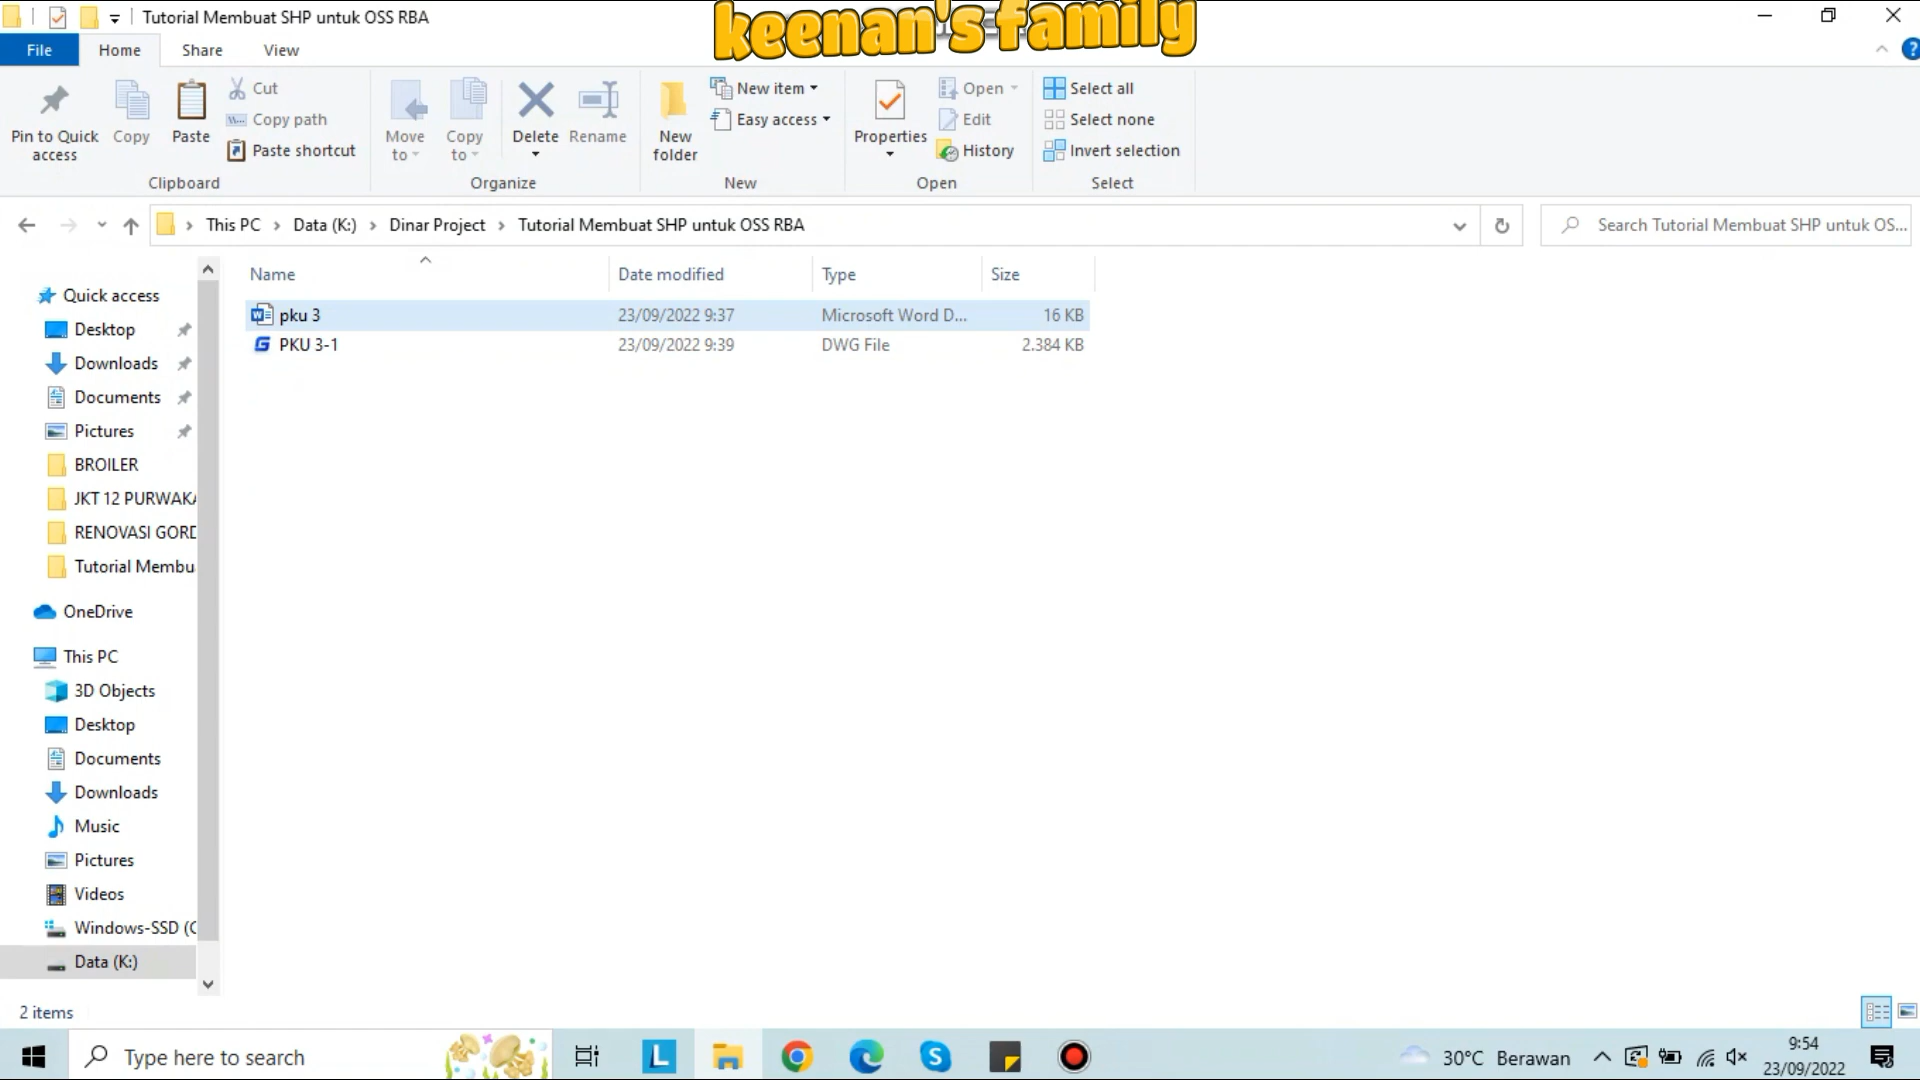 Tutorial Membuat SHP untuk OSS RBA
keenan's family
File Home Share View
Pin to Quick access
Copy
Paste
Cut
Copy path
Paste shortcut
Clipboard
Move to
Copy to
Delete
Rename
Organize
New folder
New item
Easy access
New
Properties
Open
Edit
History
Open
Select all
Select none
Invert selection
Select
This PC > Data (K:) > Dinar Project > Tutorial Membuat SHP untuk OSS RBA
Search Tutorial Membuat SHP untuk OS...
Name Date modified Type Size
pku 3 23/09/2022 9:37 Microsoft Word D... 16 KB
PKU 3-1 23/09/2022 9:39 DWG File 2.384 KB
Quick access
Desktop
Downloads
Documents
Pictures
BROILER
JKT 12 PURWAKA
RENOVASI GORD
Tutorial Membu
OneDrive
This PC
3D Objects
Desktop
Documents
Downloads
Music
Pictures
Videos
Windows-SSD (C
Data (K:)
2 items
Type here to search
30°C Berawan
9:54
23/09/2022